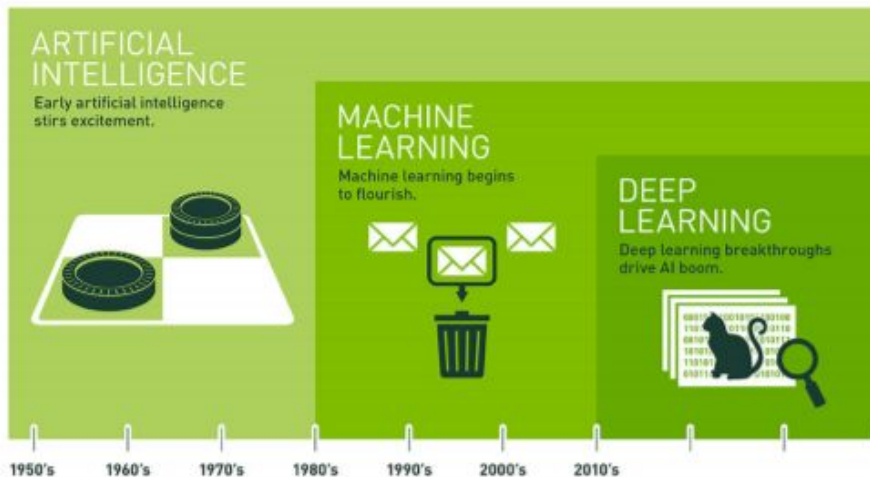 ARTIFICIAL
INTELLIGENCE
Early artificial intelligence
stirs excitement.
MACHINE
LEARNING
Machine learning begins
to flourish.
DEEP
LEARNING
Deep learning breakthroughs
drive AI boom.
1950's
1960's
1970's
1980's
1990's
2000's
2010's